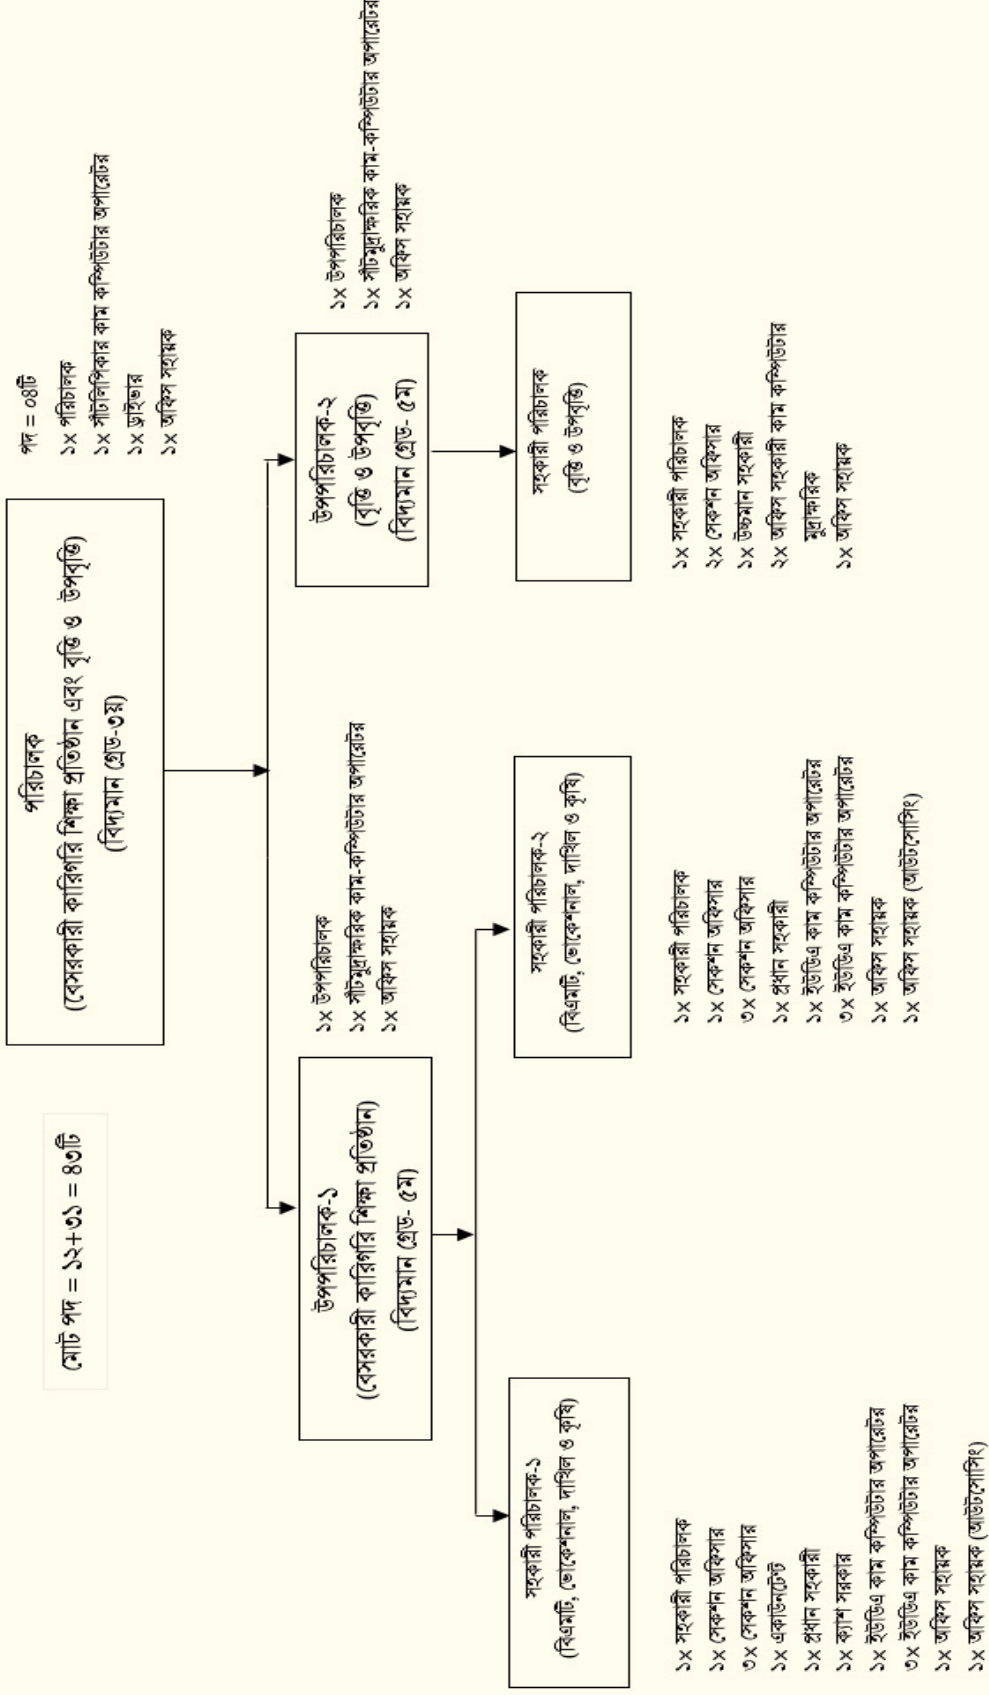 মোট পদ = ১২+৩১ = ৪৩টি
পরিচালক
(বেসরকারী কারিগরি শিক্ষা প্রতিষ্ঠান এবং বৃত্তি ও উপবৃত্তি)
(বিদ্যমান গ্রেড-৩য়)
পদ = ০৪টি
১x পরিচালক
১x সাঁটলিপিকার কাম কম্পিউটার অপারেটর
১x ড্রাইভার
১x অফিস সহায়ক
উপপরিচালক-১
(বেসরকারী কারিগরি শিক্ষা প্রতিষ্ঠান)
(বিদ্যমান গ্রেড- ৫ম)
১x উপপরিচালক
১x সাঁটমুদ্রাক্ষরিক কাম-কম্পিউটার অপারেটর
১x অফিস সহায়ক
উপপরিচালক-২
(বৃত্তি ও উপবৃত্তি)
(বিদ্যমান গ্রেড- ৫ম)
১x উপপরিচালক
১x সাঁটমুদ্রাক্ষরিক কাম-কম্পিউটার অপারেটর
১x অফিস সহায়ক
সহকারী পরিচালক-১
(বিএমটি, ভোকেশনাল, দাখিল ও কৃষি)
১x সহকারী পরিচালক
১x সেকশন অফিসার
৩x সেকশন অফিসার
১x একাউনটেন্ট
১x প্রধান সহকারী
১x ক্যাশ সরকার
১x ইউডিএ কাম কম্পিউটার অপারেটর
৩x ইউডিএ কাম কম্পিউটার অপারেটর
১x অফিস সহায়ক
১x অফিস সহায়ক (আউটসোসিং)
সহকারী পরিচালক-২
(বিএমটি, ভোকেশনাল, দাখিল ও কৃষি)
১x সহকারী পরিচালক
১x সেকশন অফিসার
৩x সেকশন অফিসার
১x প্রধান সহকারী
১x ইউডিএ কাম কম্পিউটার অপারেটর
৩x ইউডিএ কাম কম্পিউটার অপারেটর
১x অফিস সহায়ক
১x অফিস সহায়ক (আউটসোসিং)
সহকারী পরিচালক
(বৃত্তি ও উপবৃত্তি)
১x সহকারী পরিচালক
২x সেকশন অফিসার
১x উচ্চমান সহকারী
২x অফিস সহকারী কাম কম্পিউটার
মুদ্রাক্ষরিক
১x অফিস সহায়ক